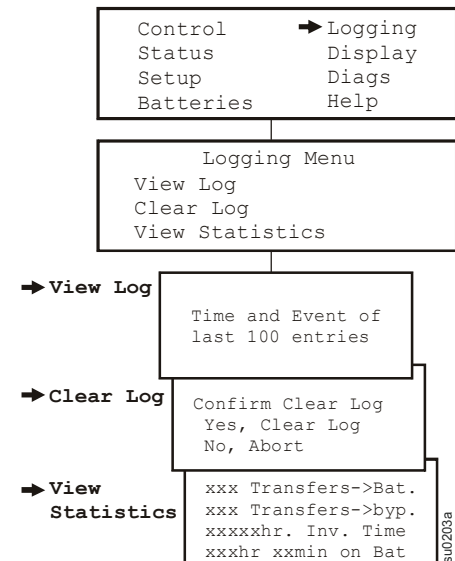 Control ➔ Logging
Status Display
Setup Diags
Batteries Help
Logging Menu
View Log
Clear Log
View Statistics
➔ View Log
Time and Event of
last 100 entries
➔ Clear Log
Confirm Clear Log
Yes, Clear Log
No, Abort
➔ View
Statistics
xxx Transfers->Bat.
xxx Transfers->byp.
xxxxxhr. Inv. Time
xxxhr xxmin on Bat
su0203a